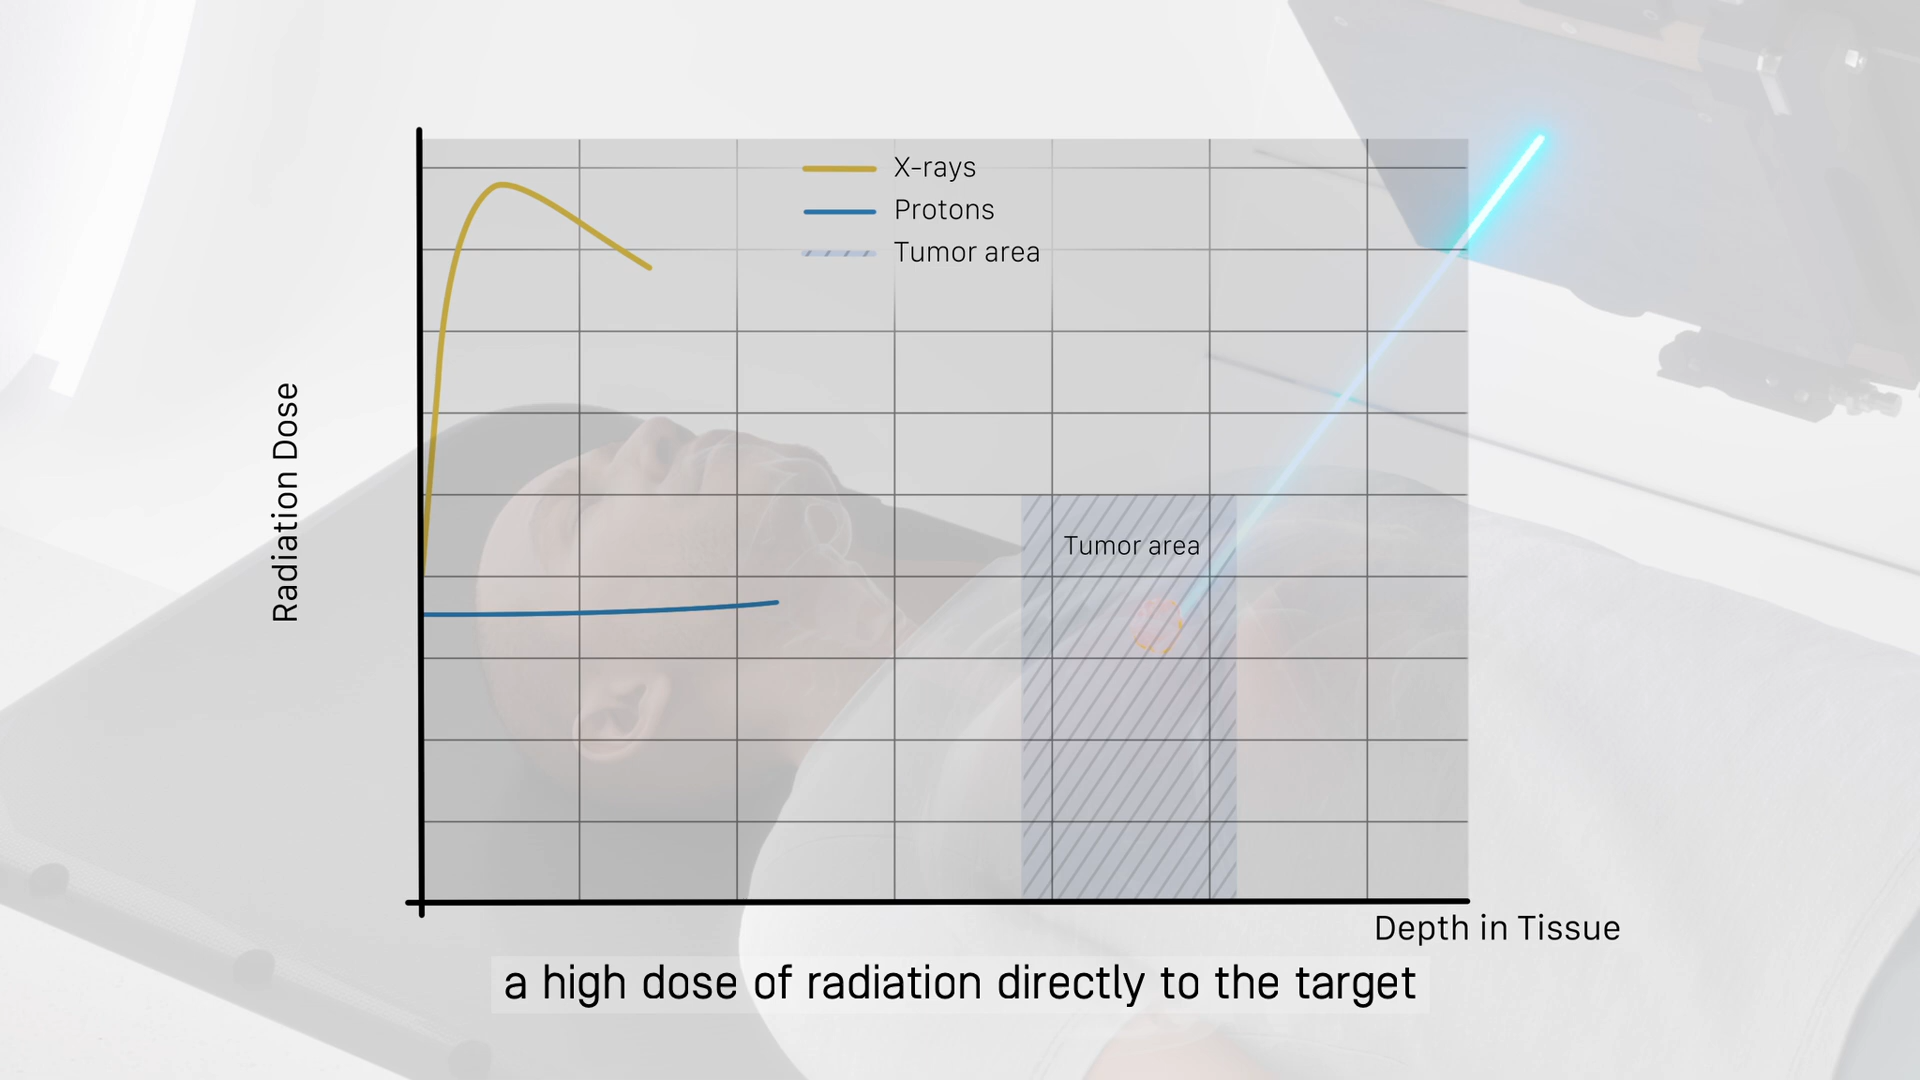 X-rays
Protons
Tumor area
Radiation Dose
Tumor area
Depth in Tissue
a high dose of radiation directly to the target